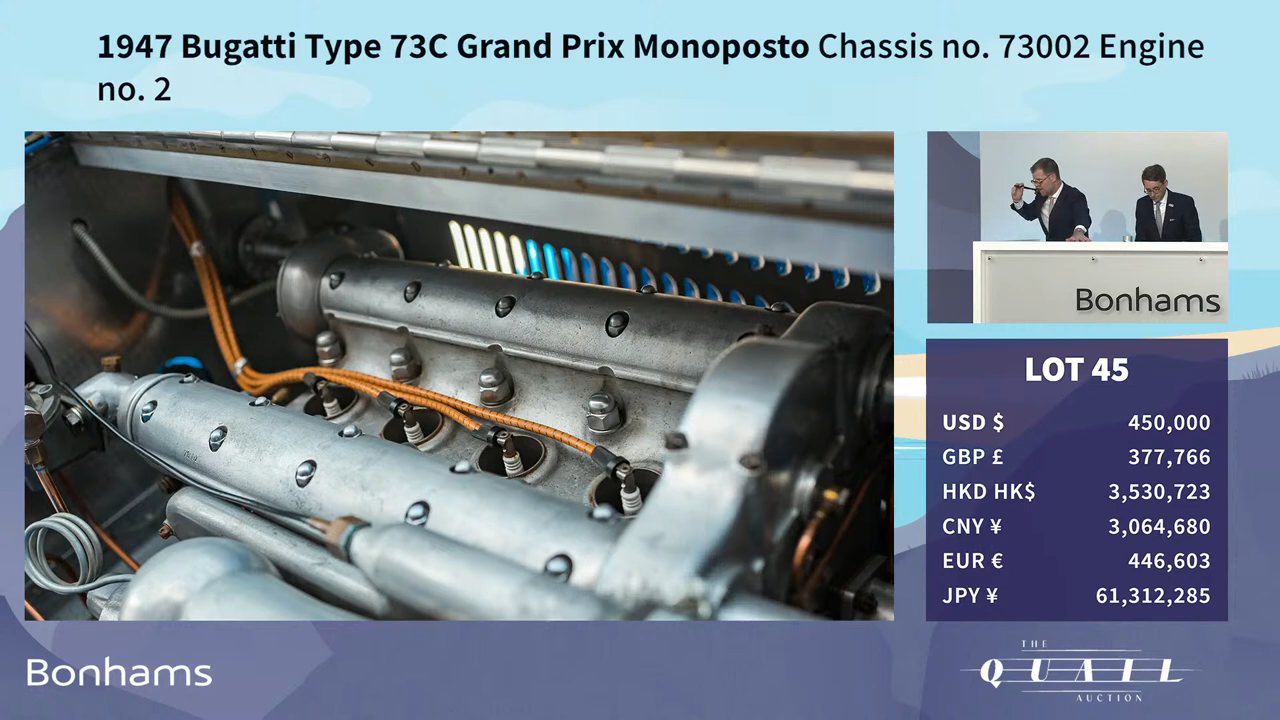 1947 Bugatti Type 73C Grand Prix Monoposto Chassis no. 73002 Engine
no. 2
Bonhams
LOT 45
USD $ 450,000
GBP £ 377,766
HKD HK$ 3,530,723
CNY ¥ 3,064,680
EUR € 446,603
JPY ¥ 61,312,285
Bonhams
THE
QUAIL
AUCTION